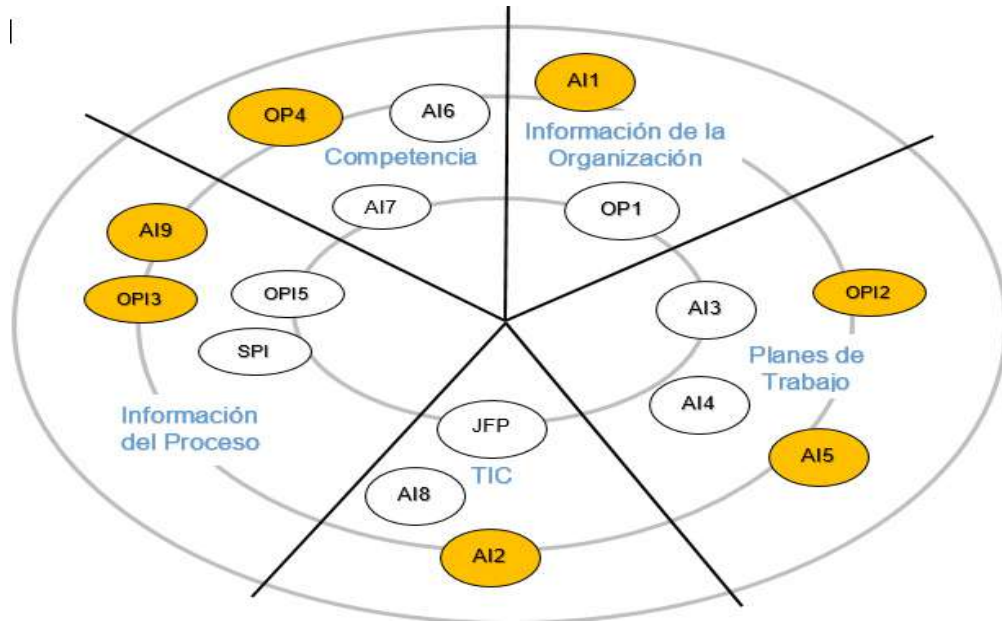 AI1
OP4
AI6
Información de la
Organización
Competencia
AI7
OP1
AI9
OPI3
OPI5
SPI
AI3
OPI2
Planes de
Trabajo
AI4
Información
del Proceso
JFP
TIC
AI5
AI8
AI2